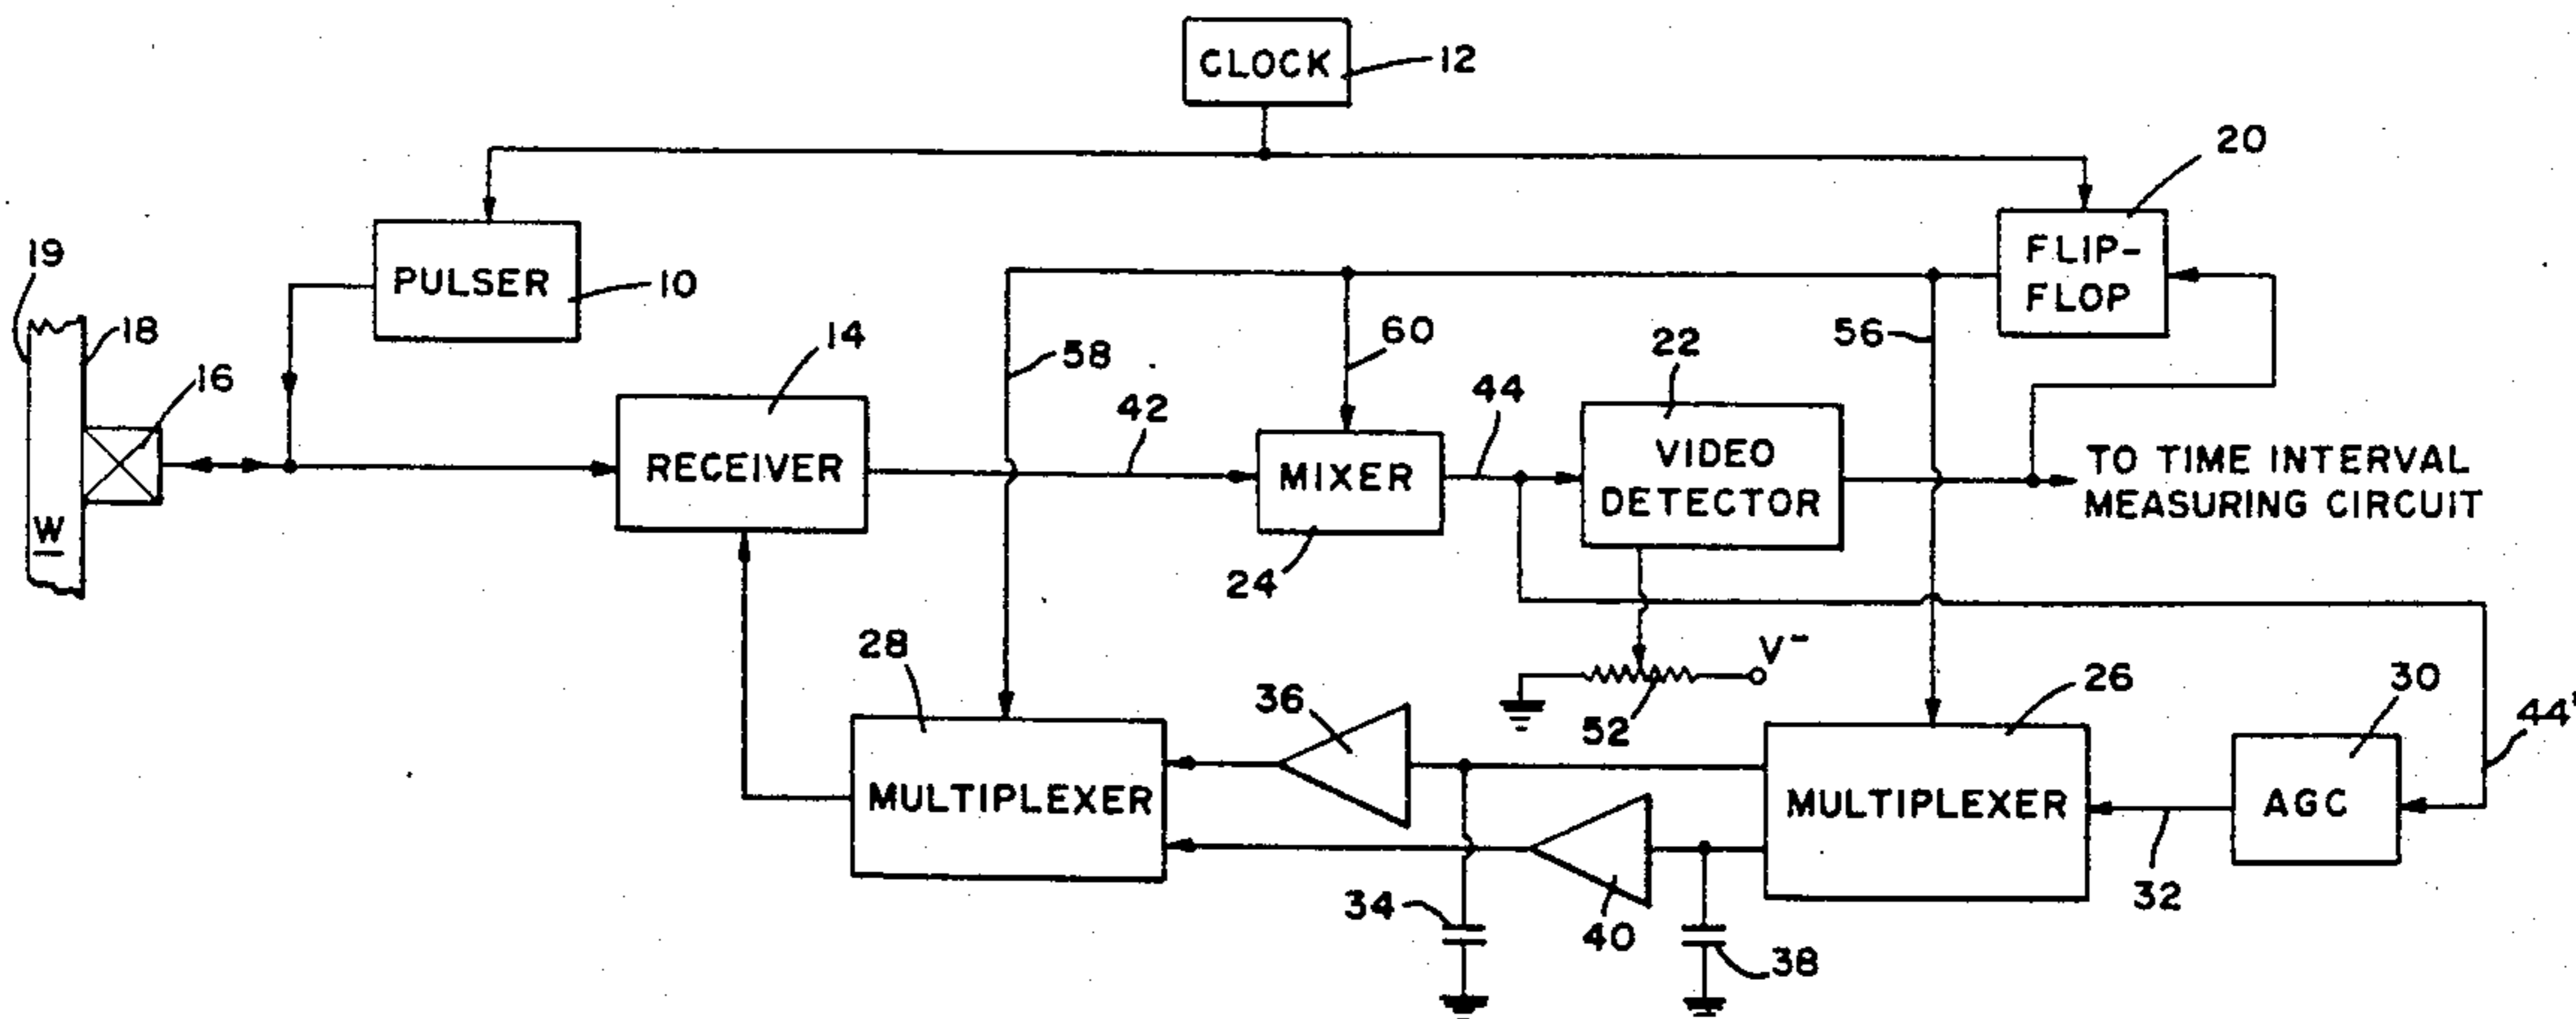 CLOCK
12
20
FLIP-
FLOP
19
18
PULSER
10
16
14
58
60
56
22
42
44
RECEIVER
MIXER
VIDEO
DETECTOR
TO TIME INTERVAL
MEASURING CIRCUIT
W
24
28
36
V-
52
26
30
44'
MULTIPLEXER
MULTIPLEXER
AGC
34
40
38
32